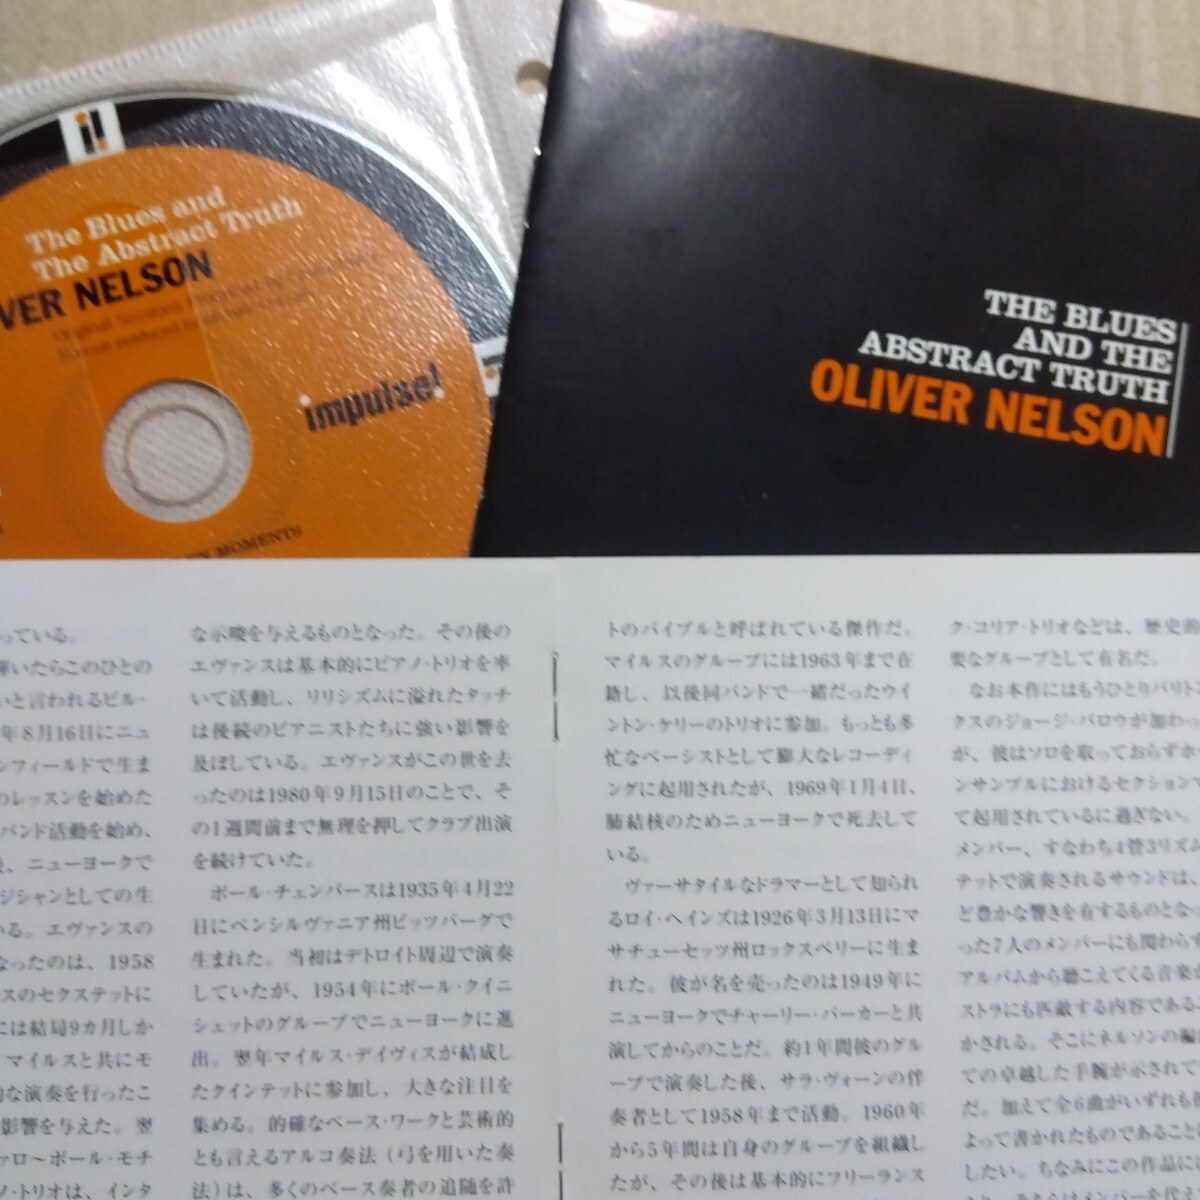 i!
The Blues and
The Abstract Truth
VER NELSON
impulse!
MOMENTS
THE BLUES
AND THE
ABSTRACT TRUTH
OLIVER NELSON
っている。
弾いたらこのひとの
いと言われるビル・
年8月16日にニュ
ンフィールドで生ま
のレッスンを始めた
バンド活動を始め、
、ニューヨークで
ジシャンとしての生
いる。エヴァンスの
なったのは、1958
スのセクステットに
には結局9カ月しか
マイルスと共にモ
的な演奏を行ったこ
影響を与えた。翌
ァロ〜ポール・モチ
ノ・トリオは、インタ
な示唆を与えるものとなった。その後の
エヴァンスは基本的にピアノ・トリオを率
いて活動し、リリシズムに溢れたタッチ
は後続のピアニストたちに強い影響を
及ぼしている。エヴァンスがこの世を去
ったのは1980年9月15日のことで、そ
の1週間前まで無理を押してクラブ出演
を続けていた。
ポール・チェンバースは1935年4月22
日にペンシルヴァニア州ピッツバーグで
生まれた。当初はデトロイト周辺で演奏
していたが、1954年にポール・クイニ
シェットのグループでニューヨークに進
出。翌年マイルス・デイヴィスが結成し
たクインテットに参加し、大きな注目を
集める。的確なベース・ワークと芸術的
とも言えるアルコ奏法（弓を用いた奏
法）は、多くのベース奏者の追随を許
トのバイブルと呼ばれている傑作だ。
マイルスのグループには1963年まで在
籍し、以後同バンドで一緒だったウイ
ントン・ケリーのトリオに参加。もっとも多
忙なベーシストとして膨大なレコーディ
ングに起用されたが、1969年1月4日、
肺結核のためニューヨークで死去して
いる。
ヴァーサタイルなドラマーとして知られ
るロイ・ヘインズは1926年3月13日にマ
サチューセッツ州ロックスベリーに生ま
れた。彼が名を売ったのは1949年に
ニューヨークでチャーリー・パーカーと共
演してからのことだ。約1年間彼のグル
ープで演奏した後、サラ・ヴォーンの伴
奏者として1958年まで活動。1960年
から5年間は自身のグループを組織し
たが、その後は基本的にフリーランス
ク・コリア・トリオなどは、歴史的
要なグループとして有名だ。
なお本作にはもうひとりバリト
クスのジョージ・バロウが加わっ
が、彼はソロを取っておらずホ
ンサンブルにおけるセクション
て起用されているに過ぎない。
メンバー、すなわち4管3リズム
テットで演奏されるサウンドは、
ど豊かな響きを有するものとな
った7人のメンバーにも関わらず
アルバムから聴こえてくる音楽
ストラにも匹敵する内容である
かされる。そこにネルソンの編
ての卓越した手腕が示されて
だ。加えて全6曲がいずれも
よって書かれたものであること
したい。ちなみにこの作品に